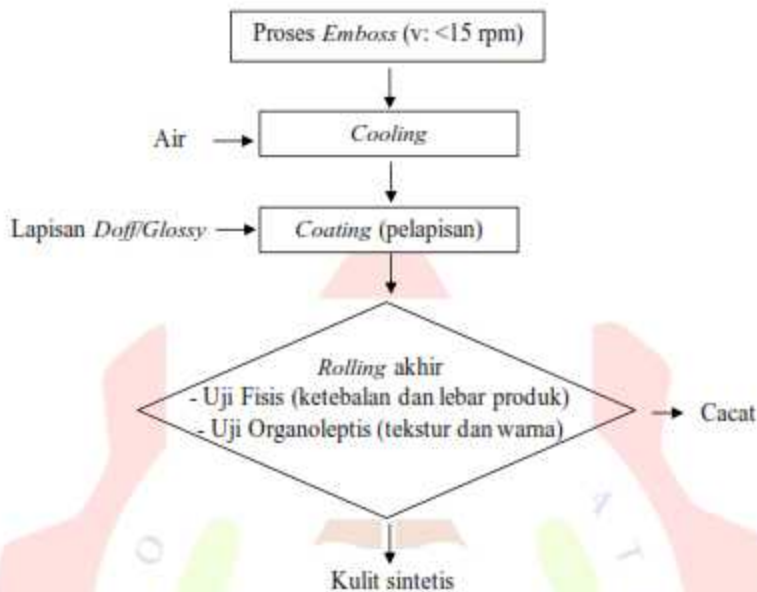 Proses Emboss (v: <15 rpm)
Air
Cooling
Lapisan Doff/Glossy
Coating (pelapisan)
Rolling akhir
- Uji Fisis (ketebalan dan lebar produk)
- Uji Organoleptis (tekstur dan warna)
Cacat
O
A
T
Kulit sintetis